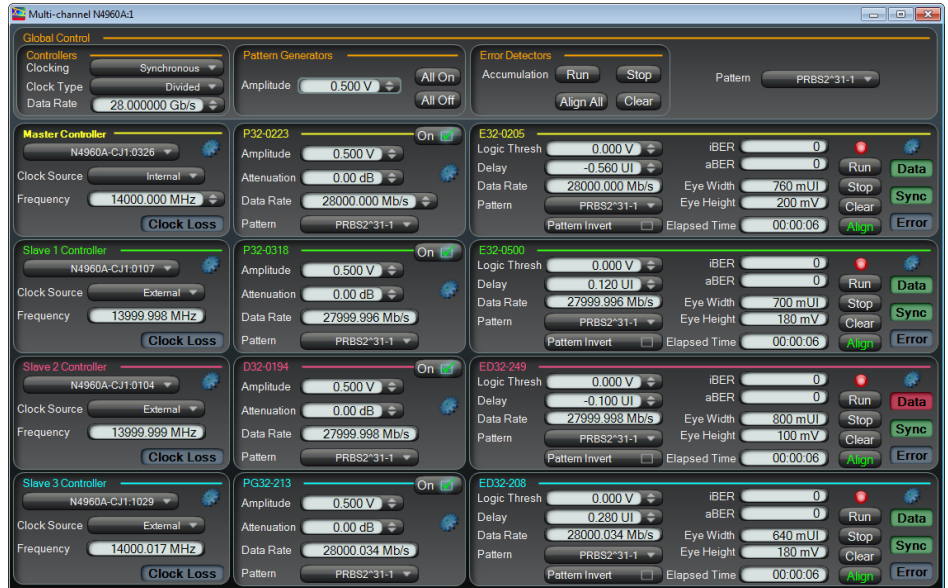 Multi-channel N4960A:1
Global Control
Controllers
Clocking Synchronous
Clock Type Divided
Data Rate 28.000000 Gb/s
Pattern Generators
Amplitude 0.500 V All On
All Off
Error Detectors
Accumulation Run Stop
Align All Clear
Pattern PRBS2^31-1
Master Controller
N4960A-CJ1:0326
Clock Source Internal
Frequency 14000.000 MHz
Clock Loss
P32-0223 On
Amplitude 0.500 V
Attenuation 0.00 dB
Data Rate 28000.000 Mb/s
Pattern PRBS2^31-1
E32-0205
Logic Thresh 0.000 V iBER 0
Delay -0.560 UI aBER 0 Run Data
Data Rate 28000.000 Mb/s Eye Width 760 mUI Stop Sync
Pattern PRBS2^31-1 Eye Height 200 mV Clear
Pattern Invert Elapsed Time 00:00:06 Align Error
Slave 1 Controller
N4960A-CJ1:0107
Clock Source External
Frequency 13999.998 MHz
Clock Loss
P32-0318 On
Amplitude 0.500 V
Attenuation 0.00 dB
Data Rate 27999.996 Mb/s
Pattern PRBS2^31-1
E32-0500
Logic Thresh 0.000 V iBER 0
Delay 0.120 UI aBER 0 Run Data
Data Rate 27999.996 Mb/s Eye Width 700 mUI Stop Sync
Pattern PRBS2^31-1 Eye Height 180 mV Clear
Pattern Invert Elapsed Time 00:00:06 Align Error
Slave 2 Controller
N4960A-CJ1:0104
Clock Source External
Frequency 13999.999 MHz
Clock Loss
D32-0194 On
Amplitude 0.500 V
Attenuation 0.00 dB
Data Rate 27999.998 Mb/s
Pattern PRBS2^31-1
ED32-249
Logic Thresh 0.000 V iBER 0
Delay -0.100 UI aBER 0 Run Data
Data Rate 27999.998 Mb/s Eye Width 800 mUI Stop Sync
Pattern PRBS2^31-1 Eye Height 100 mV Clear
Pattern Invert Elapsed Time 00:00:06 Align Error
Slave 3 Controller
N4960A-CJ1:1029
Clock Source External
Frequency 14000.017 MHz
Clock Loss
PG32-213 On
Amplitude 0.500 V
Attenuation 0.00 dB
Data Rate 28000.034 Mb/s
Pattern PRBS2^31-1
ED32-208
Logic Thresh 0.000 V iBER 0
Delay 0.280 UI aBER 0 Run Data
Data Rate 28000.034 Mb/s Eye Width 640 mUI Stop Sync
Pattern PRBS2^31-1 Eye Height 180 mV Clear
Pattern Invert Elapsed Time 00:00:06 Align Error